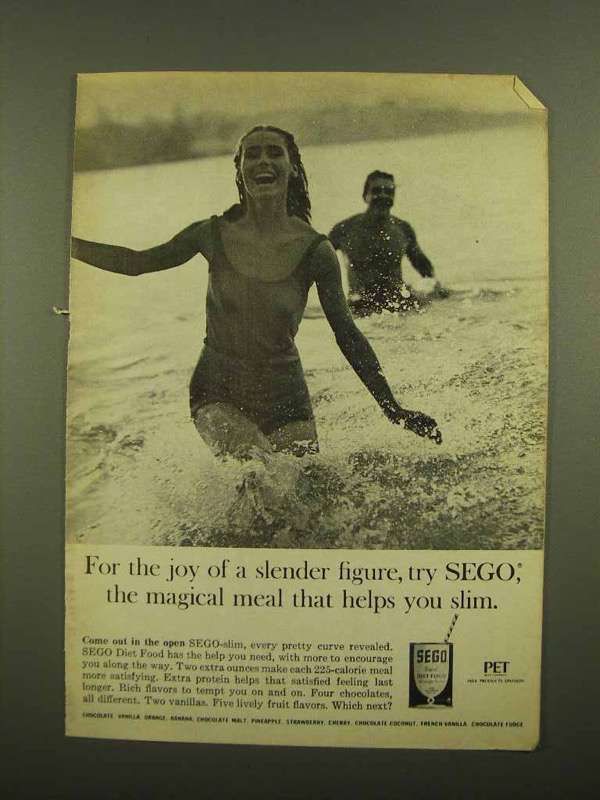 For the joy of a slender figure, try SEGO,®
the magical meal that helps you slim.
Come out in the open SEGO-slim, every pretty curve revealed.
SEGO Diet Food has the help you need, with more to encourage
you along the way. Two extra ounces make each 225-calorie meal
more satisfying. Extra protein helps that satisfied feeling last
longer. Rich flavors to tempt you on and on. Four chocolates,
all different. Two vanillas. Five lively fruit flavors. Which next?
SEGO
DIET FOOD
PET
MILK PRODUCTS DIVISION
CHOCOLATE, VANILLA, ORANGE, BANANA, CHOCOLATE MALT, PINEAPPLE, STRAWBERRY, CHERRY, CHOCOLATE COCONUT, FRENCH VANILLA, CHOCOLATE FUDGE